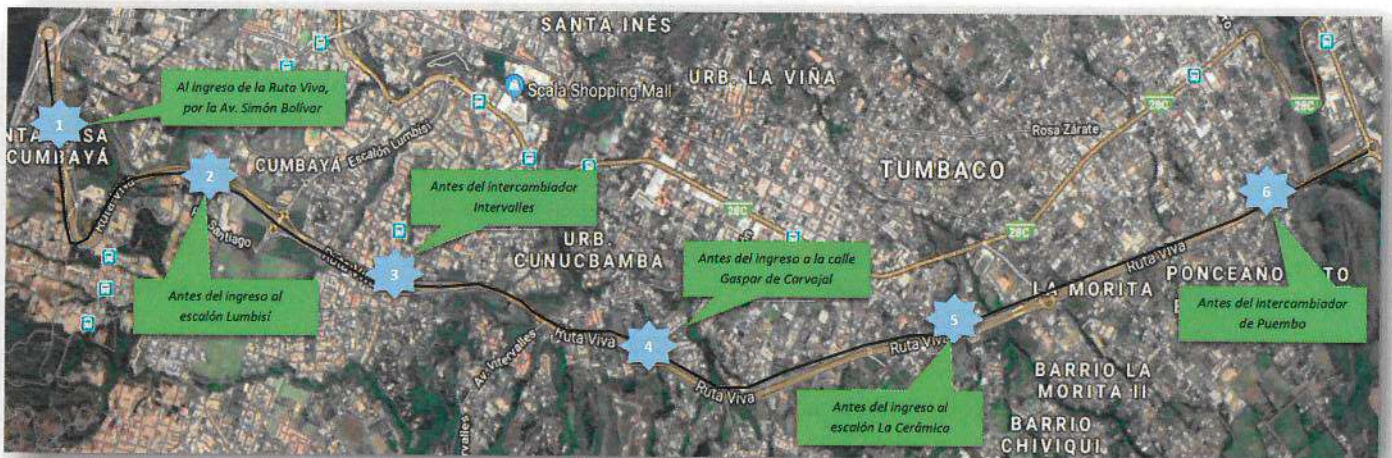 SANTA INÉS
URB. LA VIÑA
Scala Shopping Mall
Al ingreso de la Ruta Viva,
por la Av. Simón Bolívar
1
CUMBAYÁ
28C
28C
Rosa Zárate
CUMBAYÁ
Escalón Lumbisí
TUMBACO
2
Ruta Viva
Santiago
Antes del intercambiador
Intervalles
28C
28C
6
URB.
CUNUCBAMBA
Antes del ingreso a la calle
Gaspar de Carvajal
3
Antes del ingreso al
escalón Lumbisí
Ruta Viva
LA MORITA
Antes del intercambiador
de Puembo
Av. Intervalles
Ruta Viva
4
5
Ruta Viva
Ruta Viva
BARRIO LA
MORITA II
Antes del ingreso al
escalón La Cerámica
BARRIO
CHIVIQUI